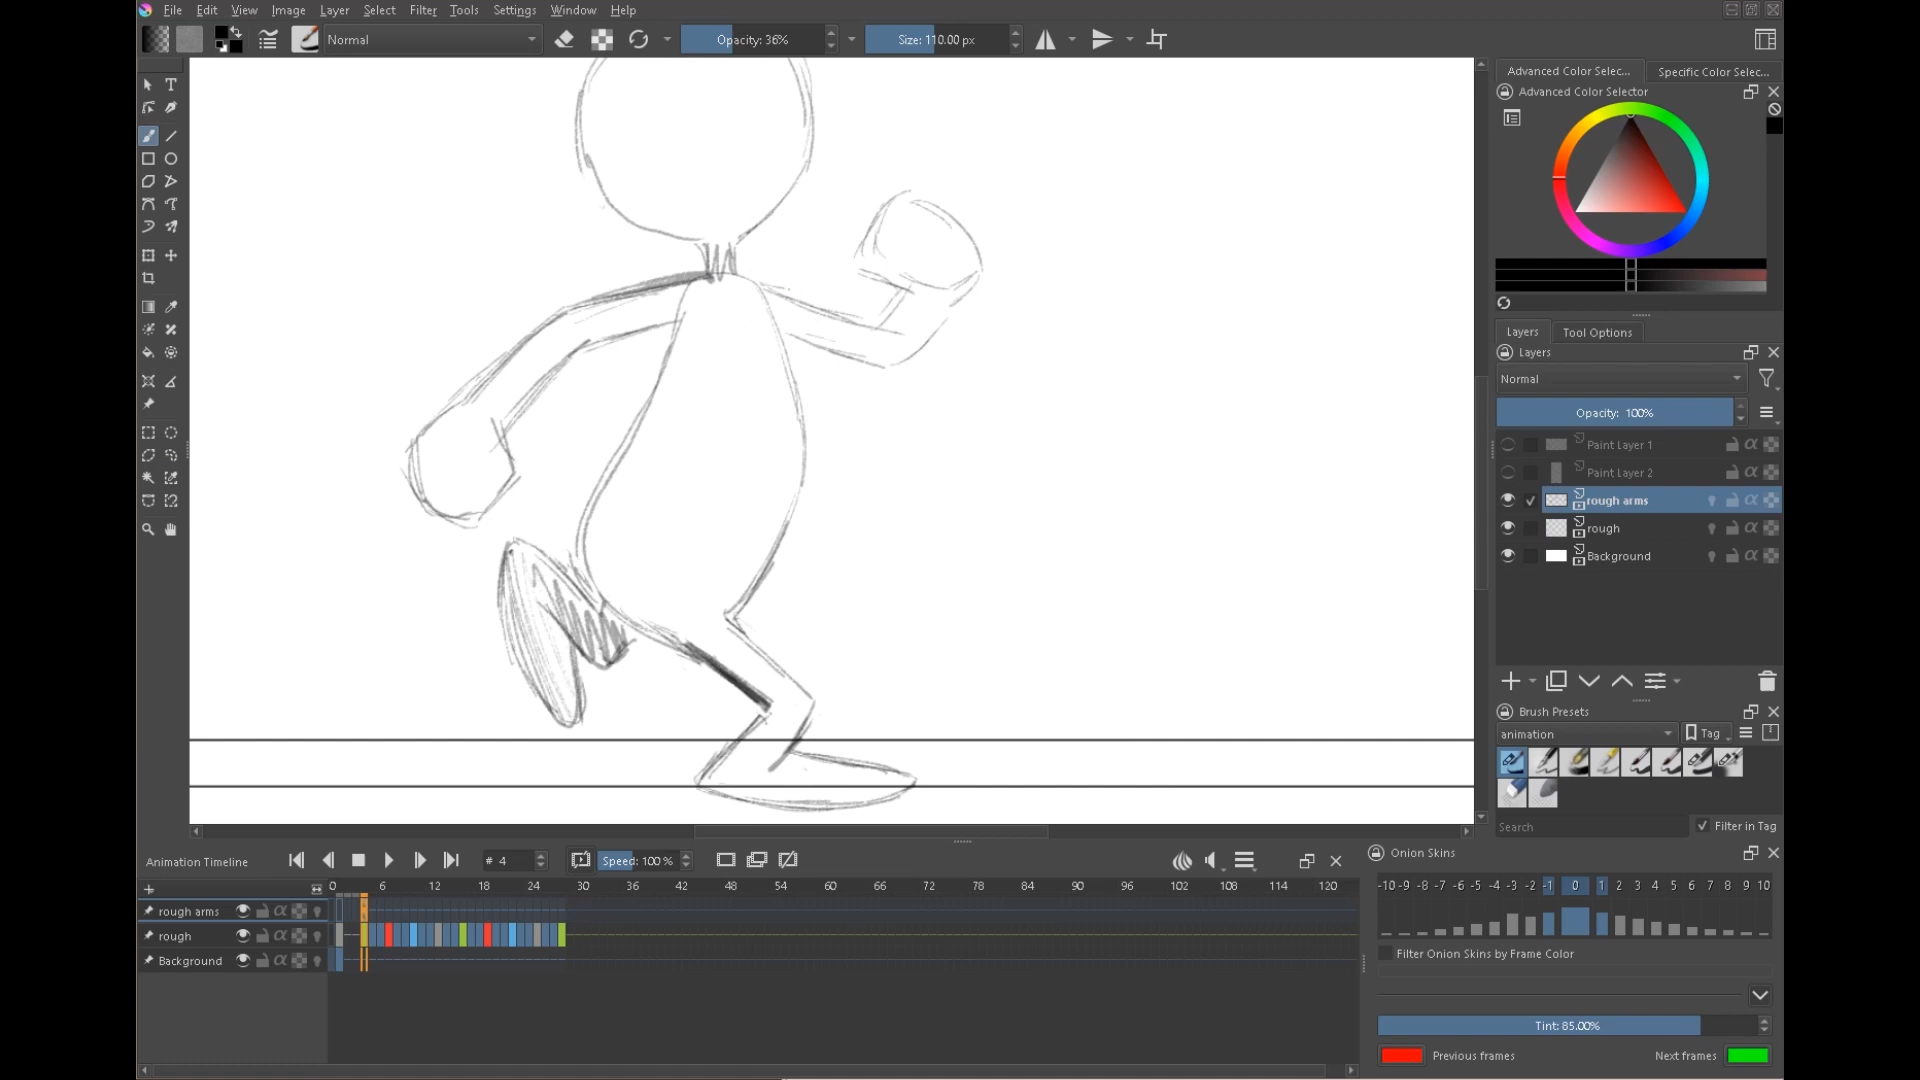 File Edit View Image Layer Select Filter Tools Settings Window Help
Normal Opacity: 36% Size: 110.00 px
Advanced Color Selec... Specific Color Selec...
Advanced Color Selector
Layers Tool Options
Layers
Normal
Opacity: 100%
Paint Layer 1
Paint Layer 2
rough arms
rough
Background
Brush Presets
animation Tag
Search Filter in Tag
Animation Timeline # 4 Speed: 100 %
0 6 12 18 24 30 36 42 48 54 60 66 72 78 84 90 96 102 108 114 120
rough arms
rough
Background
Onion Skins
-10 -9 -8 -7 -6 -5 -4 -3 -2 -1 0 1 2 3 4 5 6 7 8 9 10
Filter Onion Skins by Frame Color
Tint: 85.00%
Previous frames Next frames